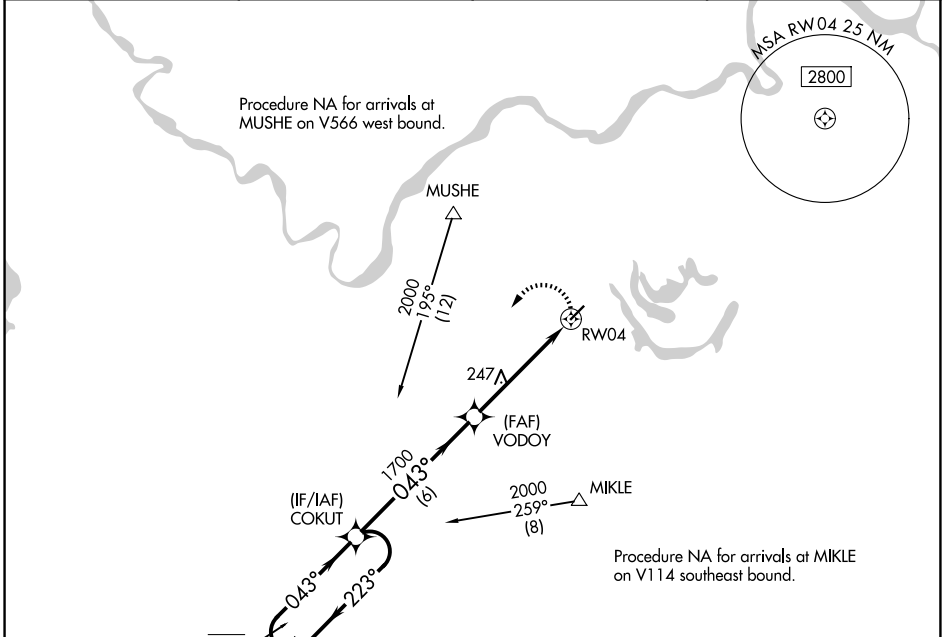 MSA RW04 25 NM
2800
Procedure NA for arrivals at
MUSHE on V566 west bound.
MUSHE
2000
195°
(12)
RW04
247
(FAF)
VODOY
1700
043°
(6)
(IF/IAF)
COKUT
2000
259°
(8)
MIKLE
Procedure NA for arrivals at MIKLE
on V114 southeast bound.
043°
223°